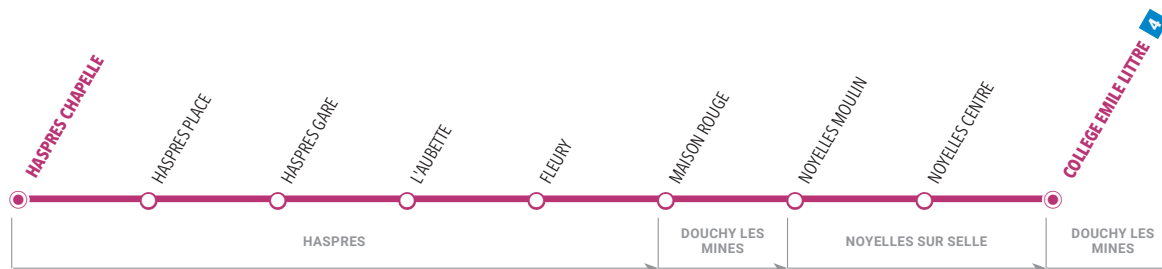 HASPRES CHAPELLE
HASPRES PLACE
HASPRES GARE
L'AUBETTE
FLEURY
MAISON ROUGE
NOYELLES MOULIN
NOYELLES CENTRE
COLLEGE EMILE LITTRE 4
HASPRES
DOUCHY LES
MINES
NOYELLES SUR SELLE
DOUCHY LES
MINES